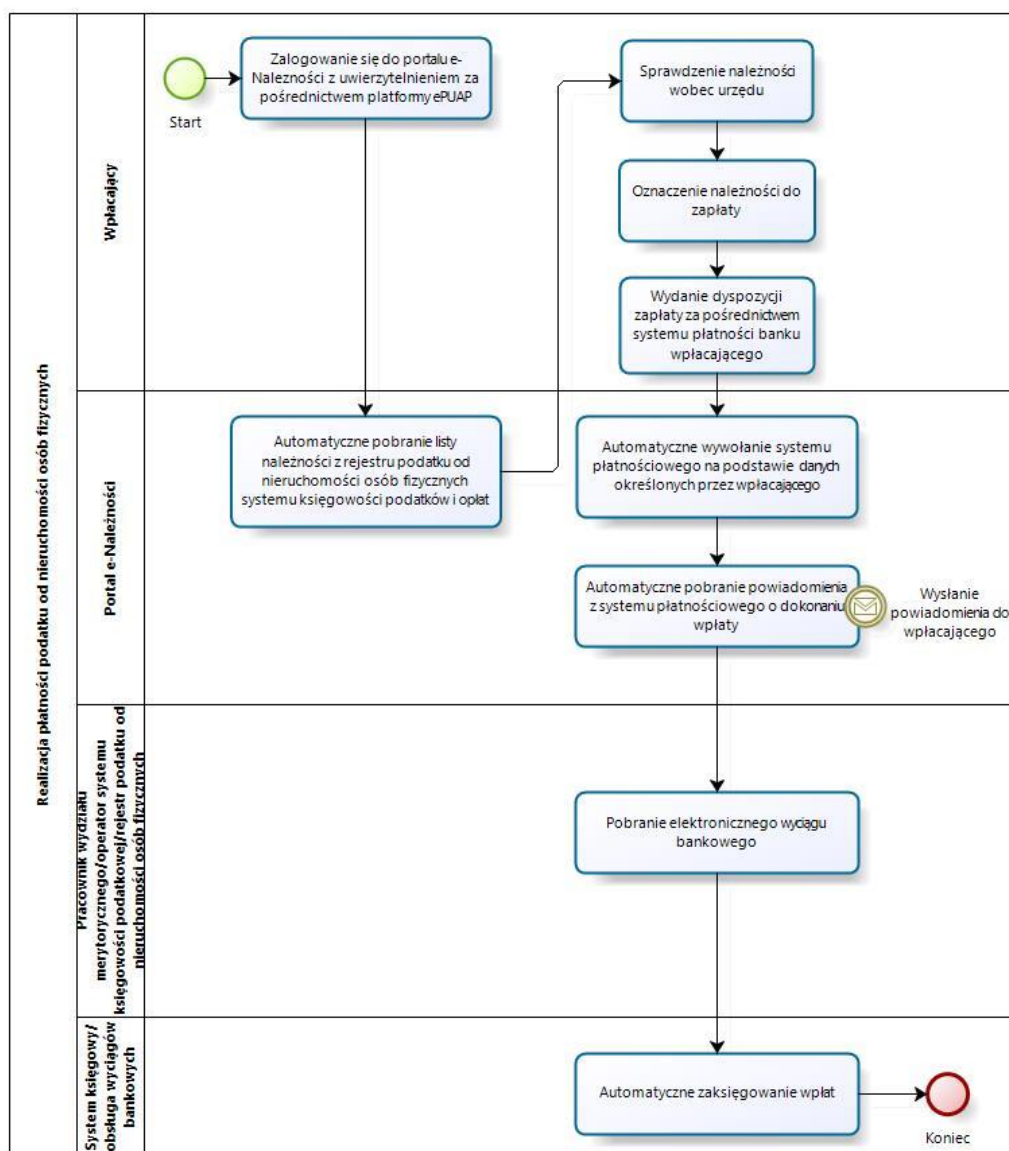 Realizacja płatności podatku od nieruchomości osób fizycznych
Wpłacający
Start
Zalogowanie się do portalu e-
Nalezności z uwierzytelnieniem za
pośrednictwem platformy ePUAP
Sprawdzenie należności
wobec urzędu
Oznaczenie należności do
zapłaty
Wydanie dyspozycji
zapłaty za pośrednictwem
systemu płatności banku
wpłacającego
Portal e-Należności
Automatyczne pobranie listy
należności z rejestru podatku od
nieruchomości osób fizycznych
systemu księgowości podatków i opłat
Automatyczne wywołanie systemu
płatnościowego na podstawie danych
określonych przez wpłacającego
Automatyczne pobranie powiadomienia
z systemu płatnościowego o dokonaniu
wpłaty
Wysłanie
powiadomienia do
wpłacającego
Pracownik wydziału
merytorycznego/operator systemu
księgowości podatkowej/rejestr podatku od
nieruchomości osób fizycznych
Pobranie elektronicznego wyciągu
bankowego
System księgowy/
obsługa wyciągów
bankowych
Automatyczne zaksięgowanie wpłat
Koniec